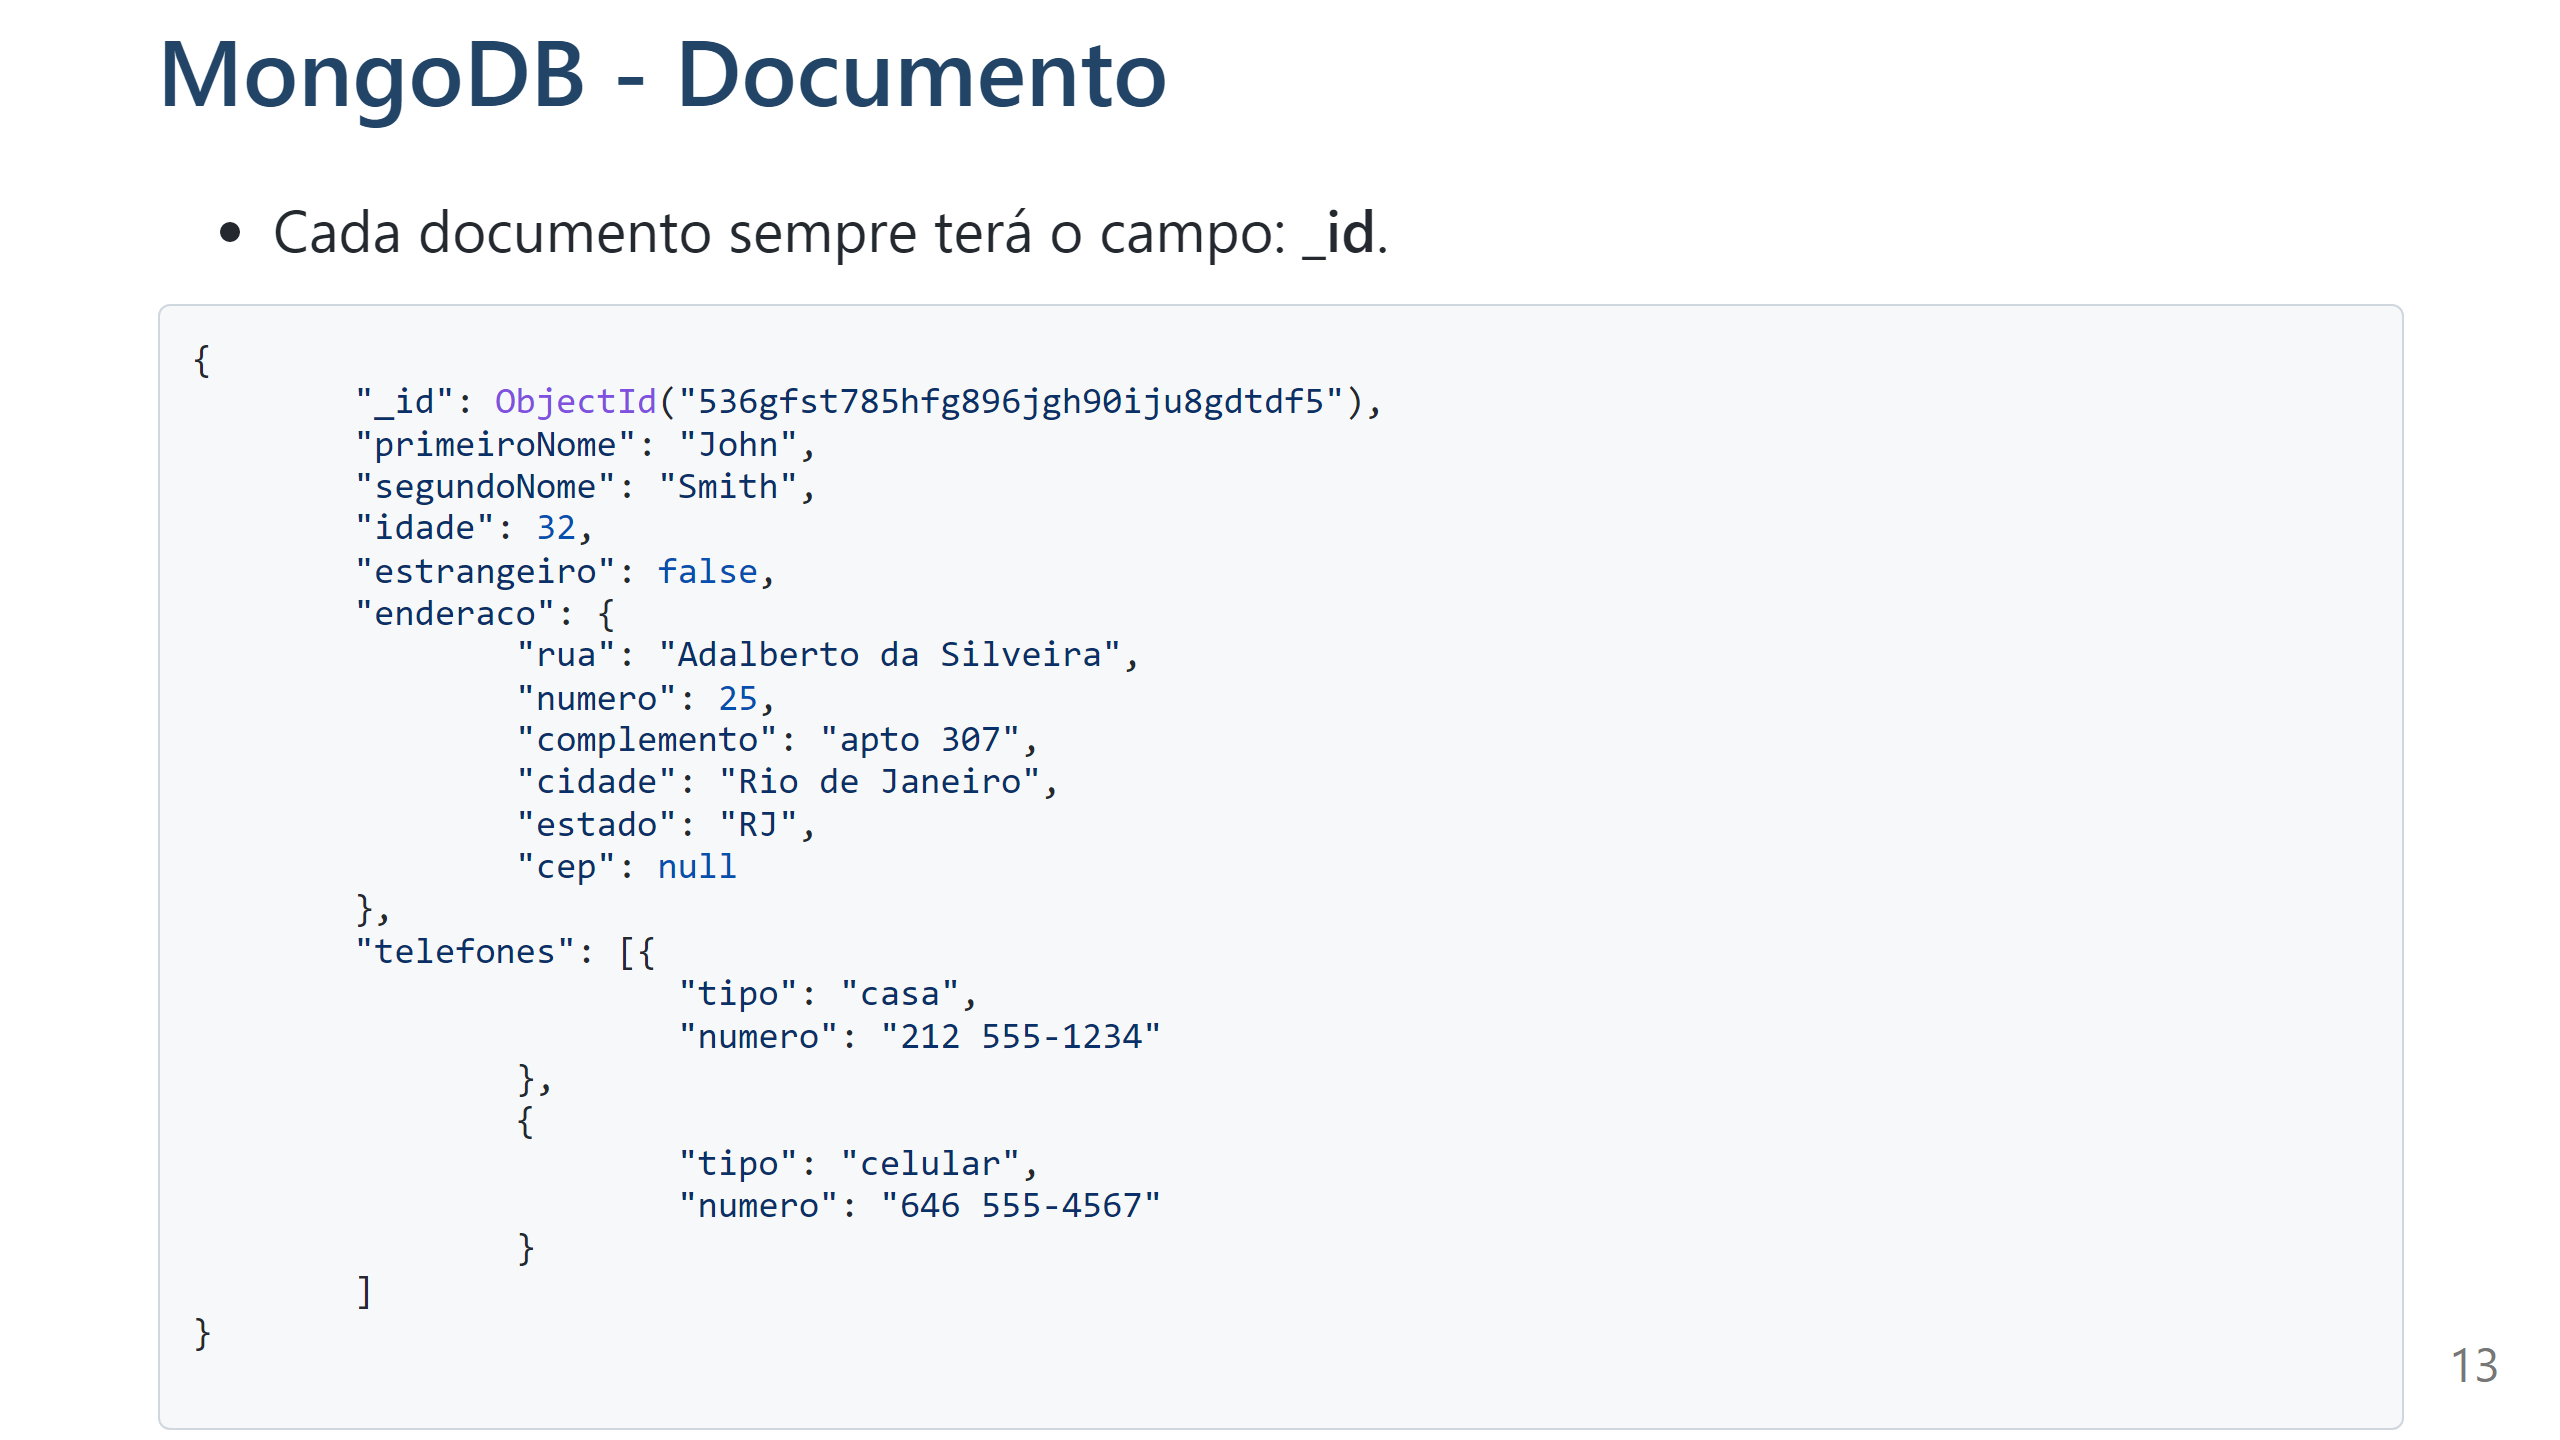 MongoDB - Documento
• Cada documento sempre terá o campo: _id.
{
        "_id": ObjectId("536gfst785hfg896jgh90iju8gdtdf5"),
        "primeiroNome": "John",
        "segundoNome": "Smith",
        "idade": 32,
        "estrangeiro": false,
        "enderaco": {
                "rua": "Adalberto da Silveira",
                "numero": 25,
                "complemento": "apto 307",
                "cidade": "Rio de Janeiro",
                "estado": "RJ",
                "cep": null
        },
        "telefones": [{
                        "tipo": "casa",
                        "numero": "212 555-1234"
                },
                {
                        "tipo": "celular",
                        "numero": "646 555-4567"
                }
        ]
}
13